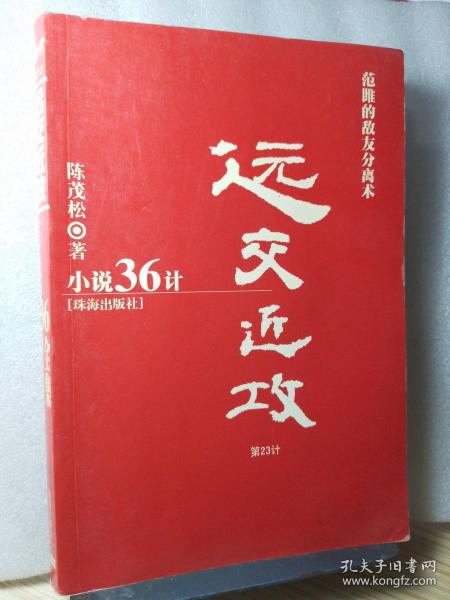 范雎的敌友分离术
远交近攻
第23计
陈茂松◎著
小说36计
[珠海出版社]
孔夫子旧书网
www.kongfz.com